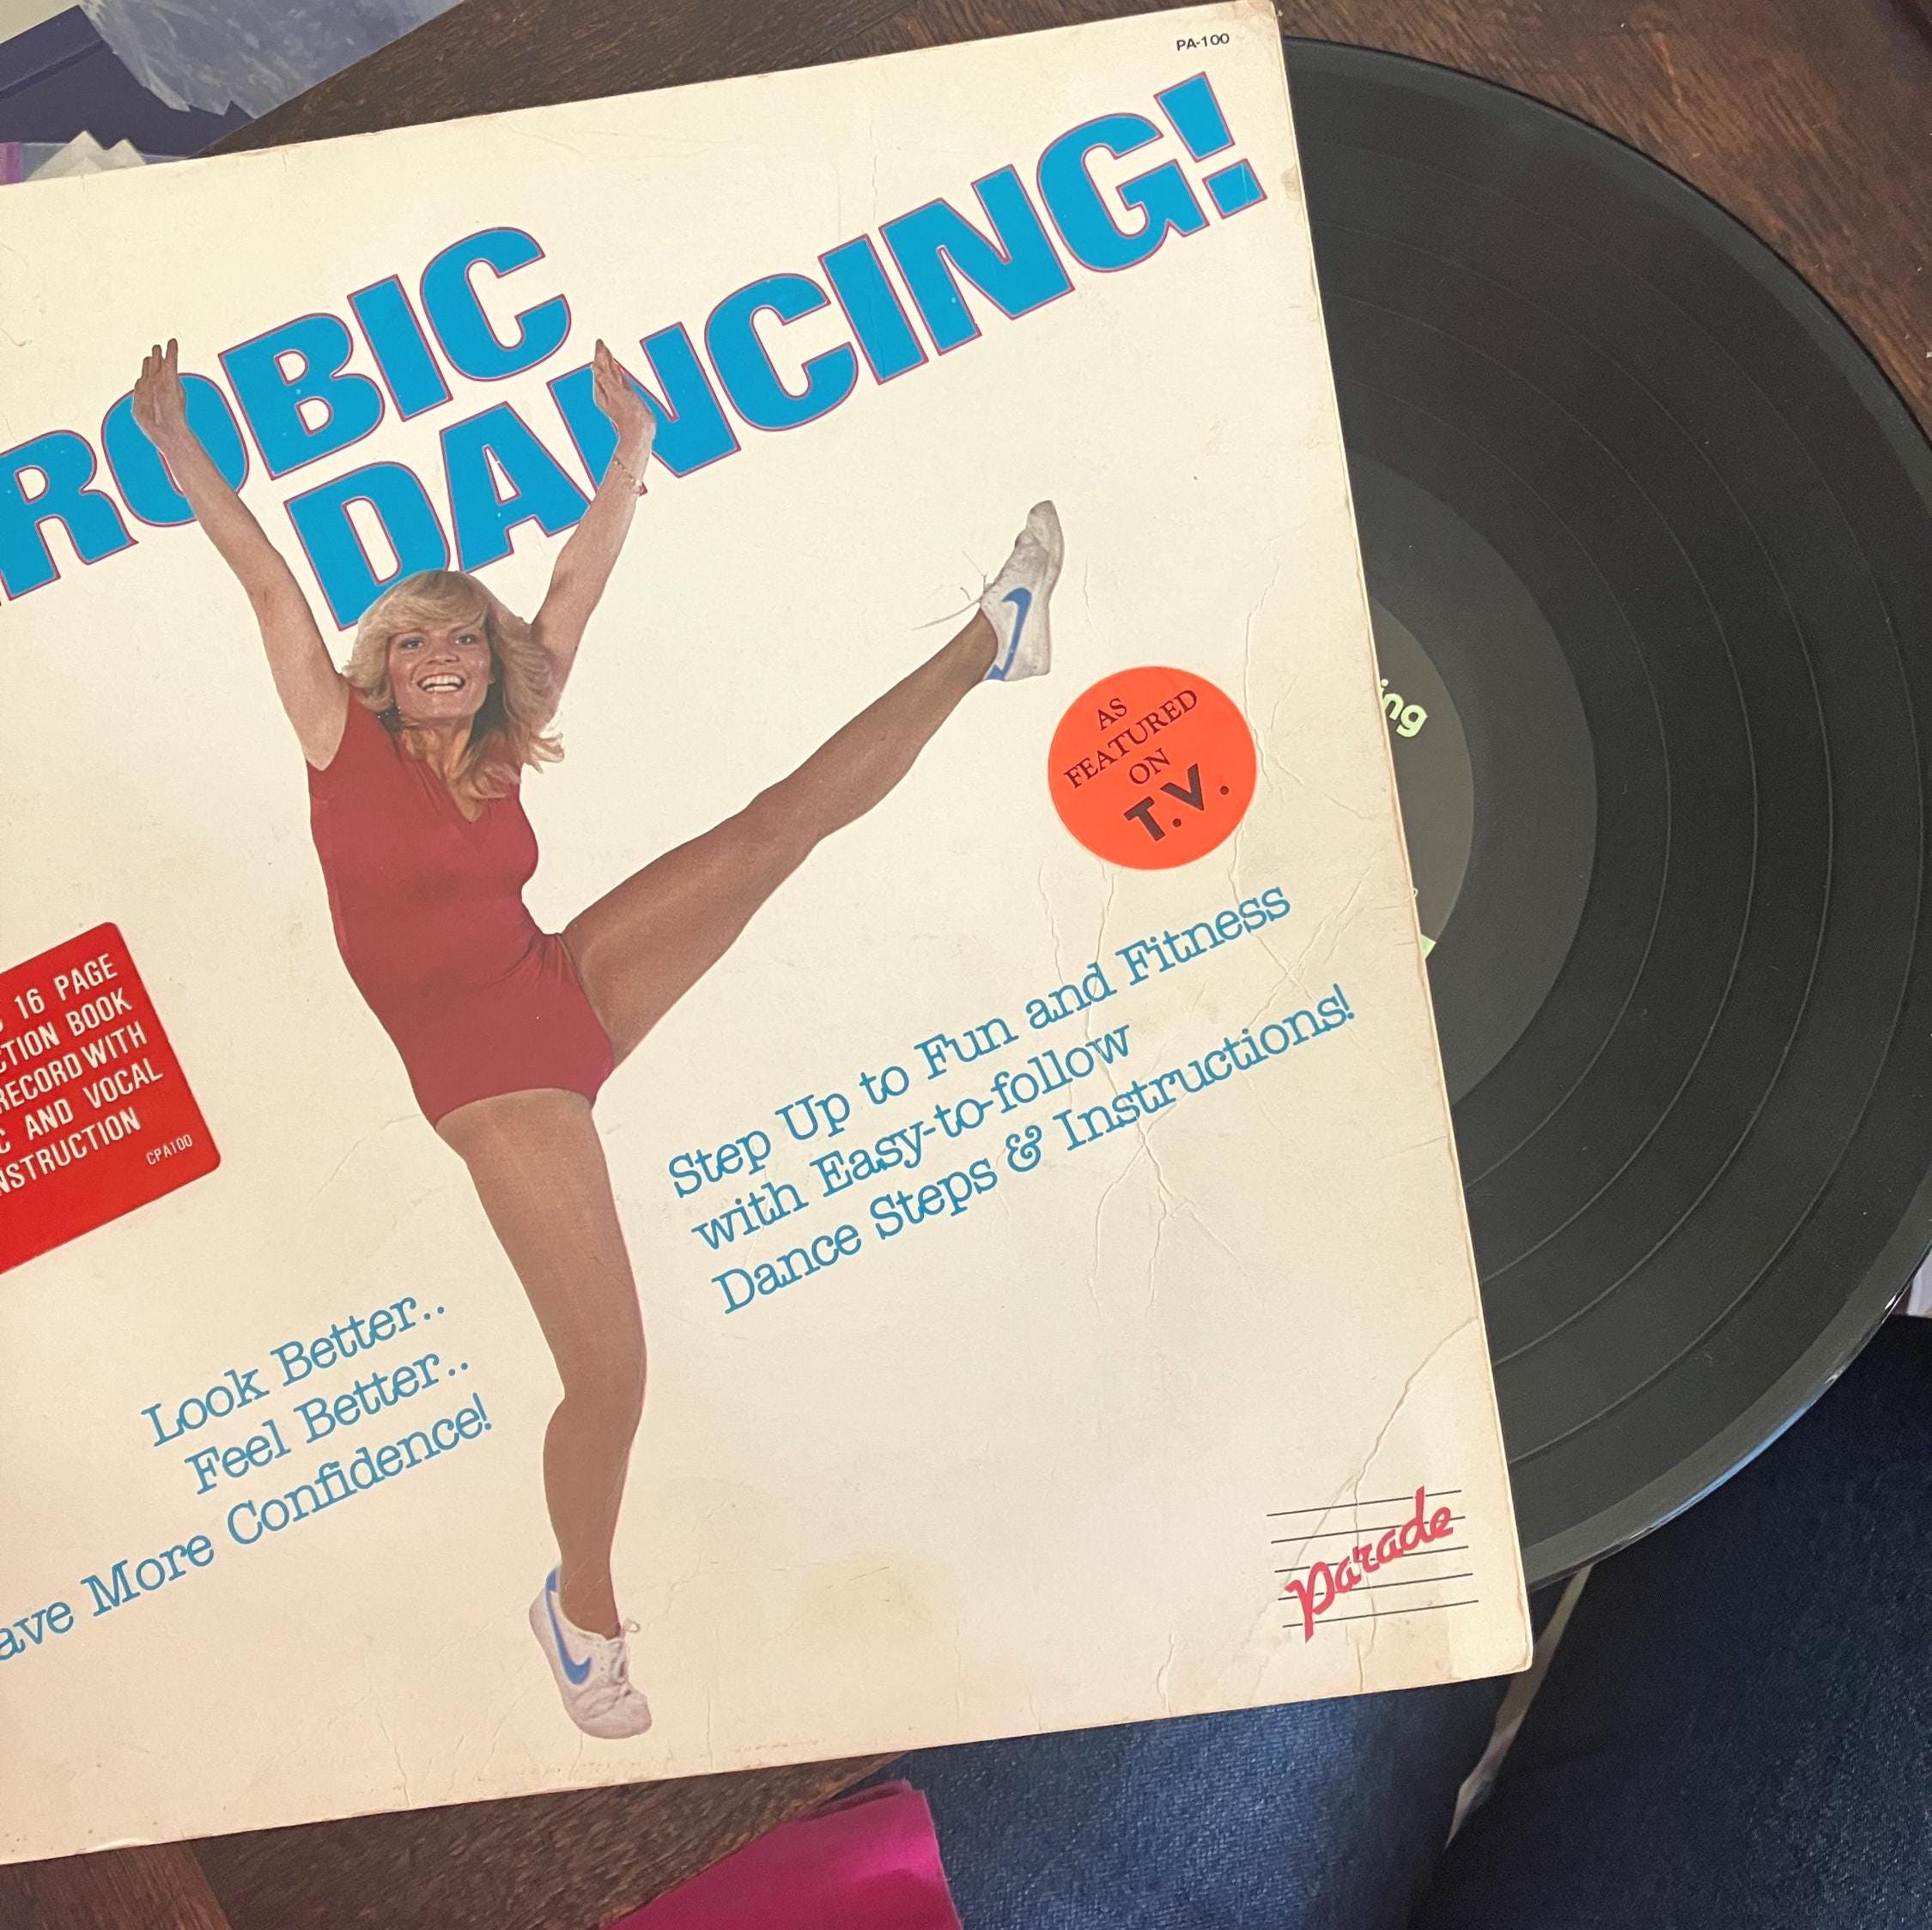 PA-100
ROBIC
DANCING!
AS
FEATURED
ON
T.V.
ing
16 PAGE
CTION BOOK
RECORD WITH
C AND VOCAL
NSTRUCTION
CPA100
Step Up to Fun and Fitness
with Easy-to-follow
Dance Steps & Instructions!
Look Better..
Feel Better..
ave More Confidence!
Parade